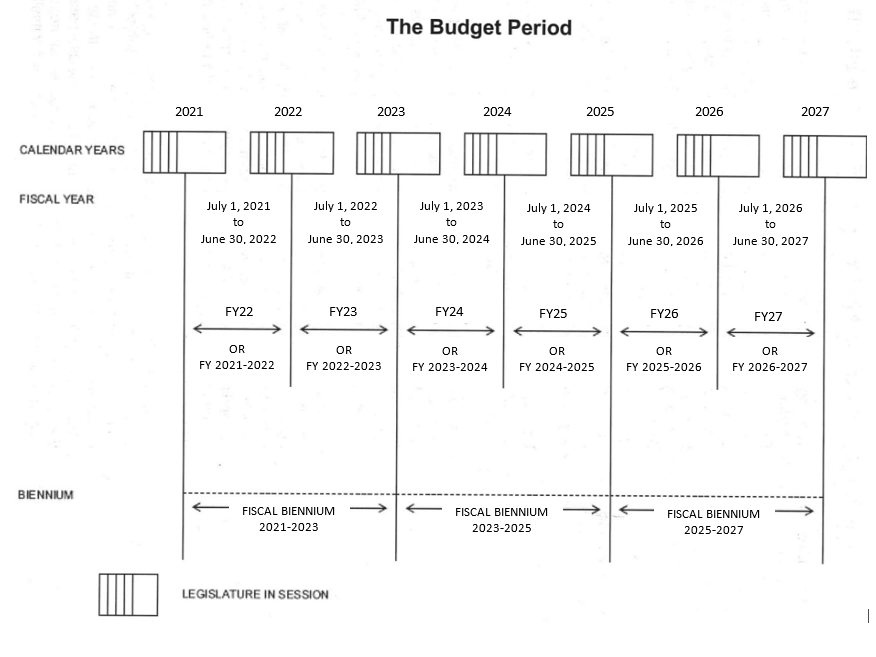 The Budget Period
2021 2022 2023 2024 2025 2026 2027
CALENDAR YEARS
FISCAL YEAR
July 1, 2021 July 1, 2022 July 1, 2023 July 1, 2024 July 1, 2025 July 1, 2026
to to to to to to
June 30, 2022 June 30, 2023 June 30, 2024 June 30, 2025 June 30, 2026 June 30, 2027
FY22 FY23 FY24 FY25 FY26 FY27
OR OR OR OR OR OR
FY 2021-2022 FY 2022-2023 FY 2023-2024 FY 2024-2025 FY 2025-2026 FY 2026-2027
BIENNIUM
FISCAL BIENNIUM FISCAL BIENNIUM FISCAL BIENNIUM
2021-2023 2023-2025 2025-2027
LEGISLATURE IN SESSION